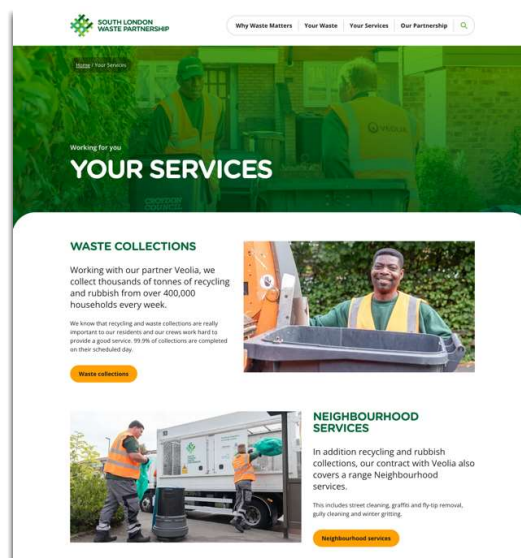 SOUTH LONDON
WASTE PARTNERSHIP
Why Waste Matters
Your Waste
Your Services
Our Partnership
Home / Your Services
VEOLIA
Working for you
YOUR SERVICES
WASTE COLLECTIONS
Working with our partner Veolia, we
collect thousands of tonnes of recycling
and rubbish from over 400,000
households every week.
We know that recycling and waste collections are really
important to our residents and our crews work hard to
provide a good service. 99.9% of collections are completed
on their scheduled day.
Waste collections
NEIGHBOURHOOD
SERVICES
In addition recycling and rubbish
collections, our contract with Veolia also
covers a range Neighbourhood
services.
This includes street cleaning, graffiti and fly-tip removal,
gully cleaning and winter gritting.
Neighbourhood services